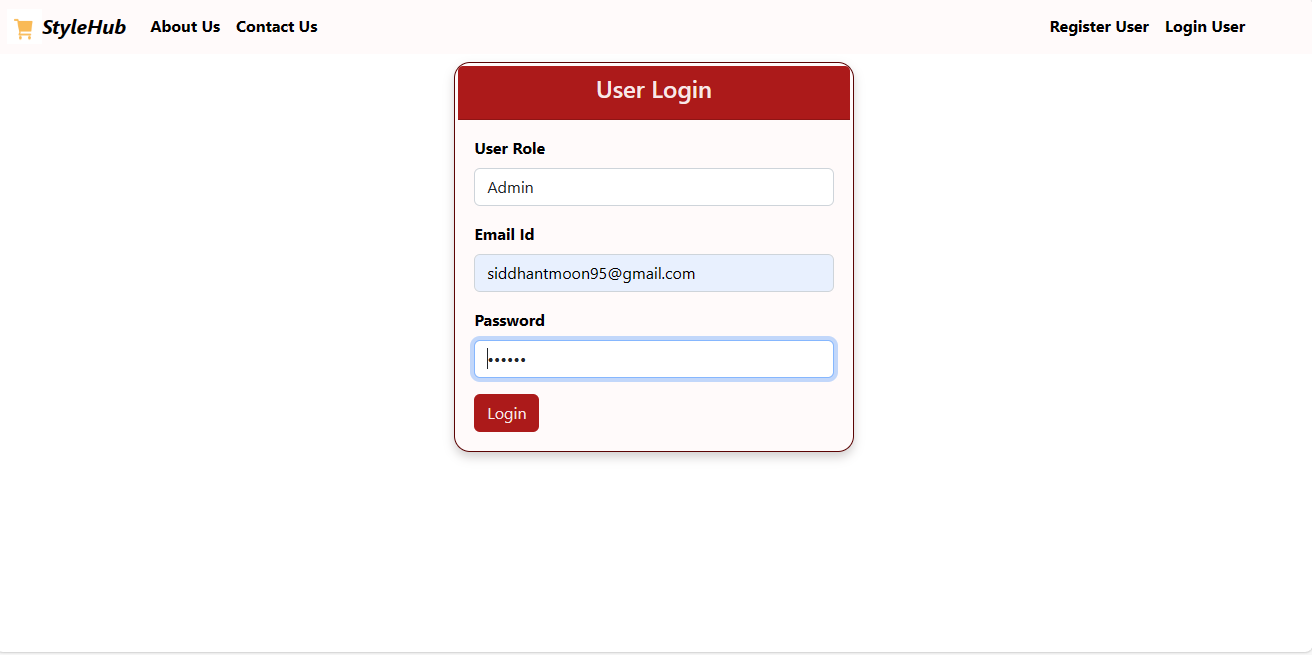 StyleHub About Us Contact Us Register User Login User
User Login
User Role
Admin
Email Id
siddhantmoon95@gmail.com
Password
••••••
Login